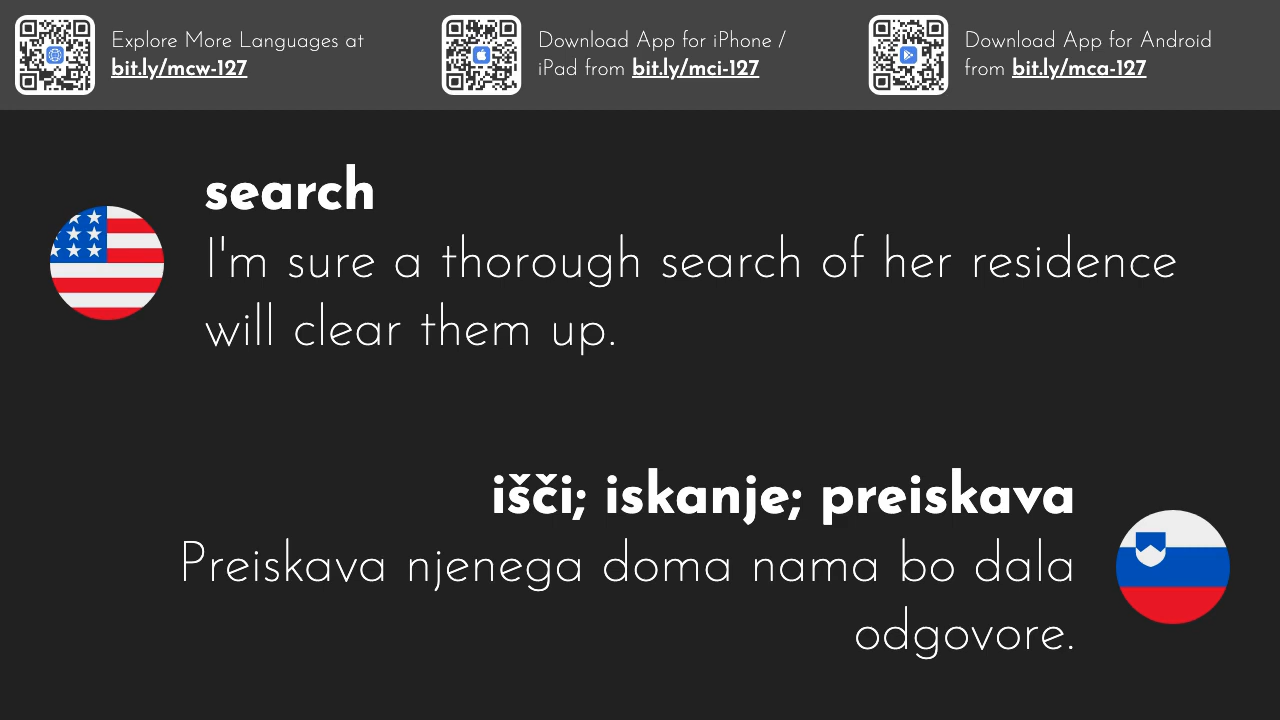 Explore More Languages at
bit.ly/mcw-127
Download App for iPhone /
iPad from bit.ly/mci-127
Download App for Android
from bit.ly/mca-127
search
I'm sure a thorough search of her residence
will clear them up.
išči; iskanje; preiskava
Preiskava njenega doma nama bo dala
odgovore.